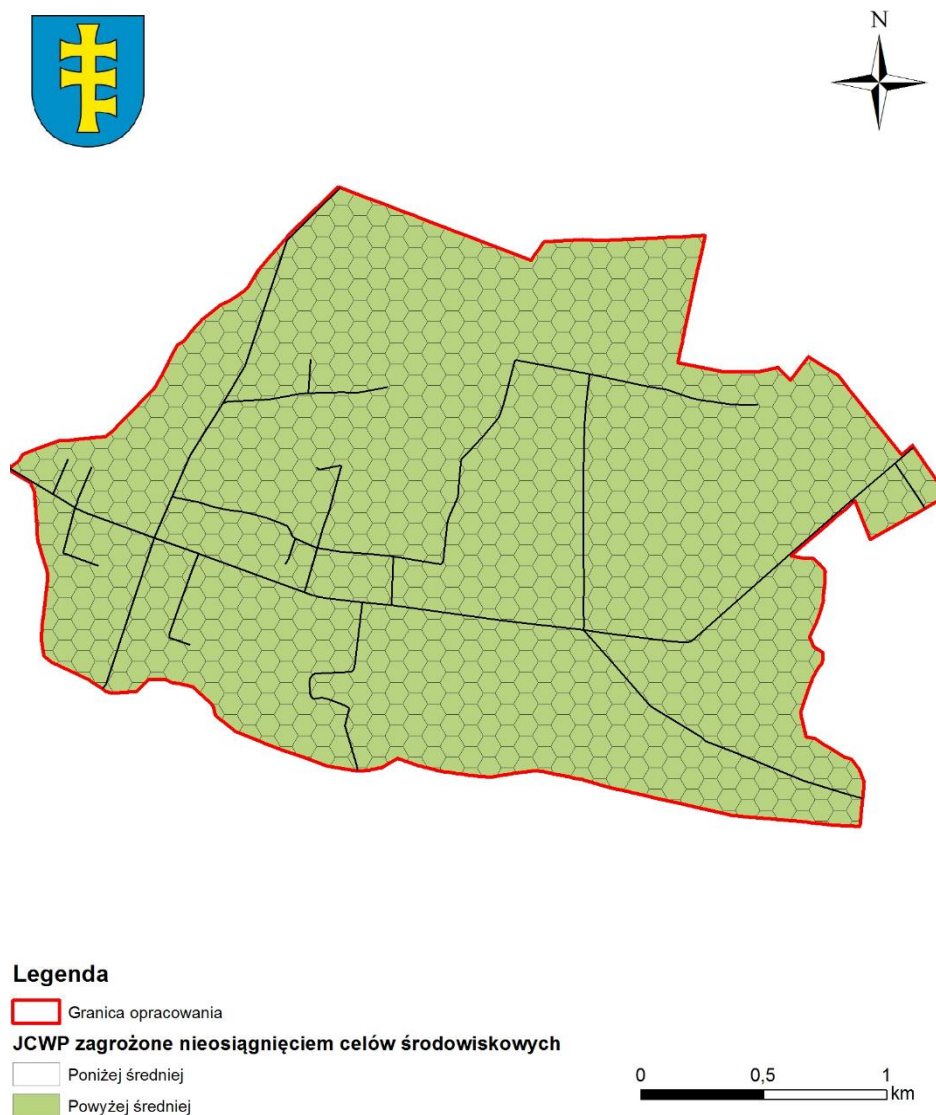 N
Legenda
Granica opracowania
JCWP zagrożone nieosiągnięciem celów środowiskowych
Poniżej średniej
Powyżej średniej
0 0,5 1
km